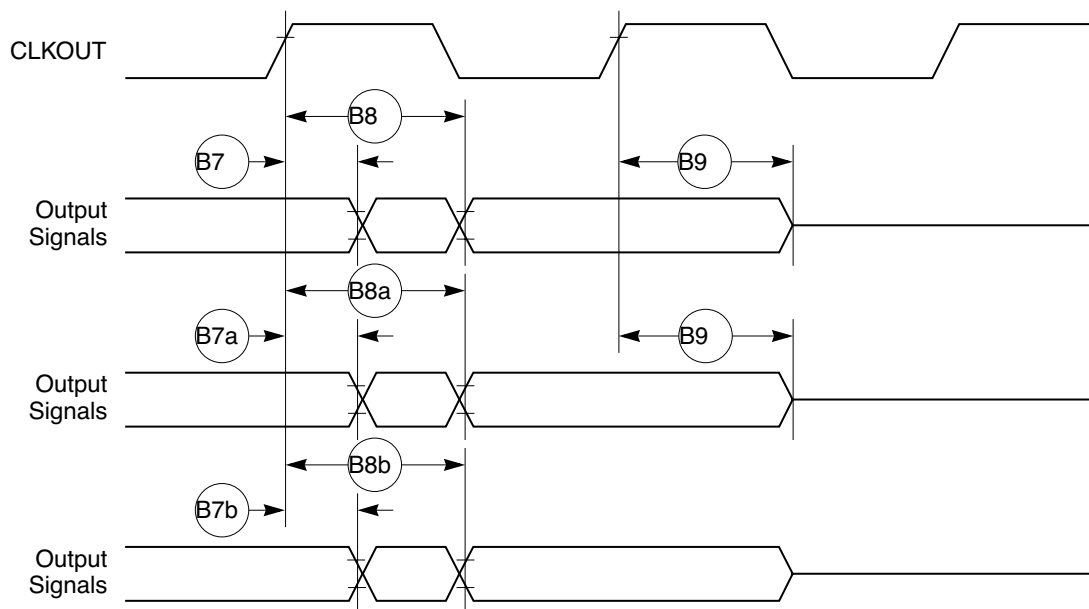 CLKOUT
B8
B7
B9
Output
Signals
B8a
B7a
B9
Output
Signals
B8b
B7b
Output
Signals